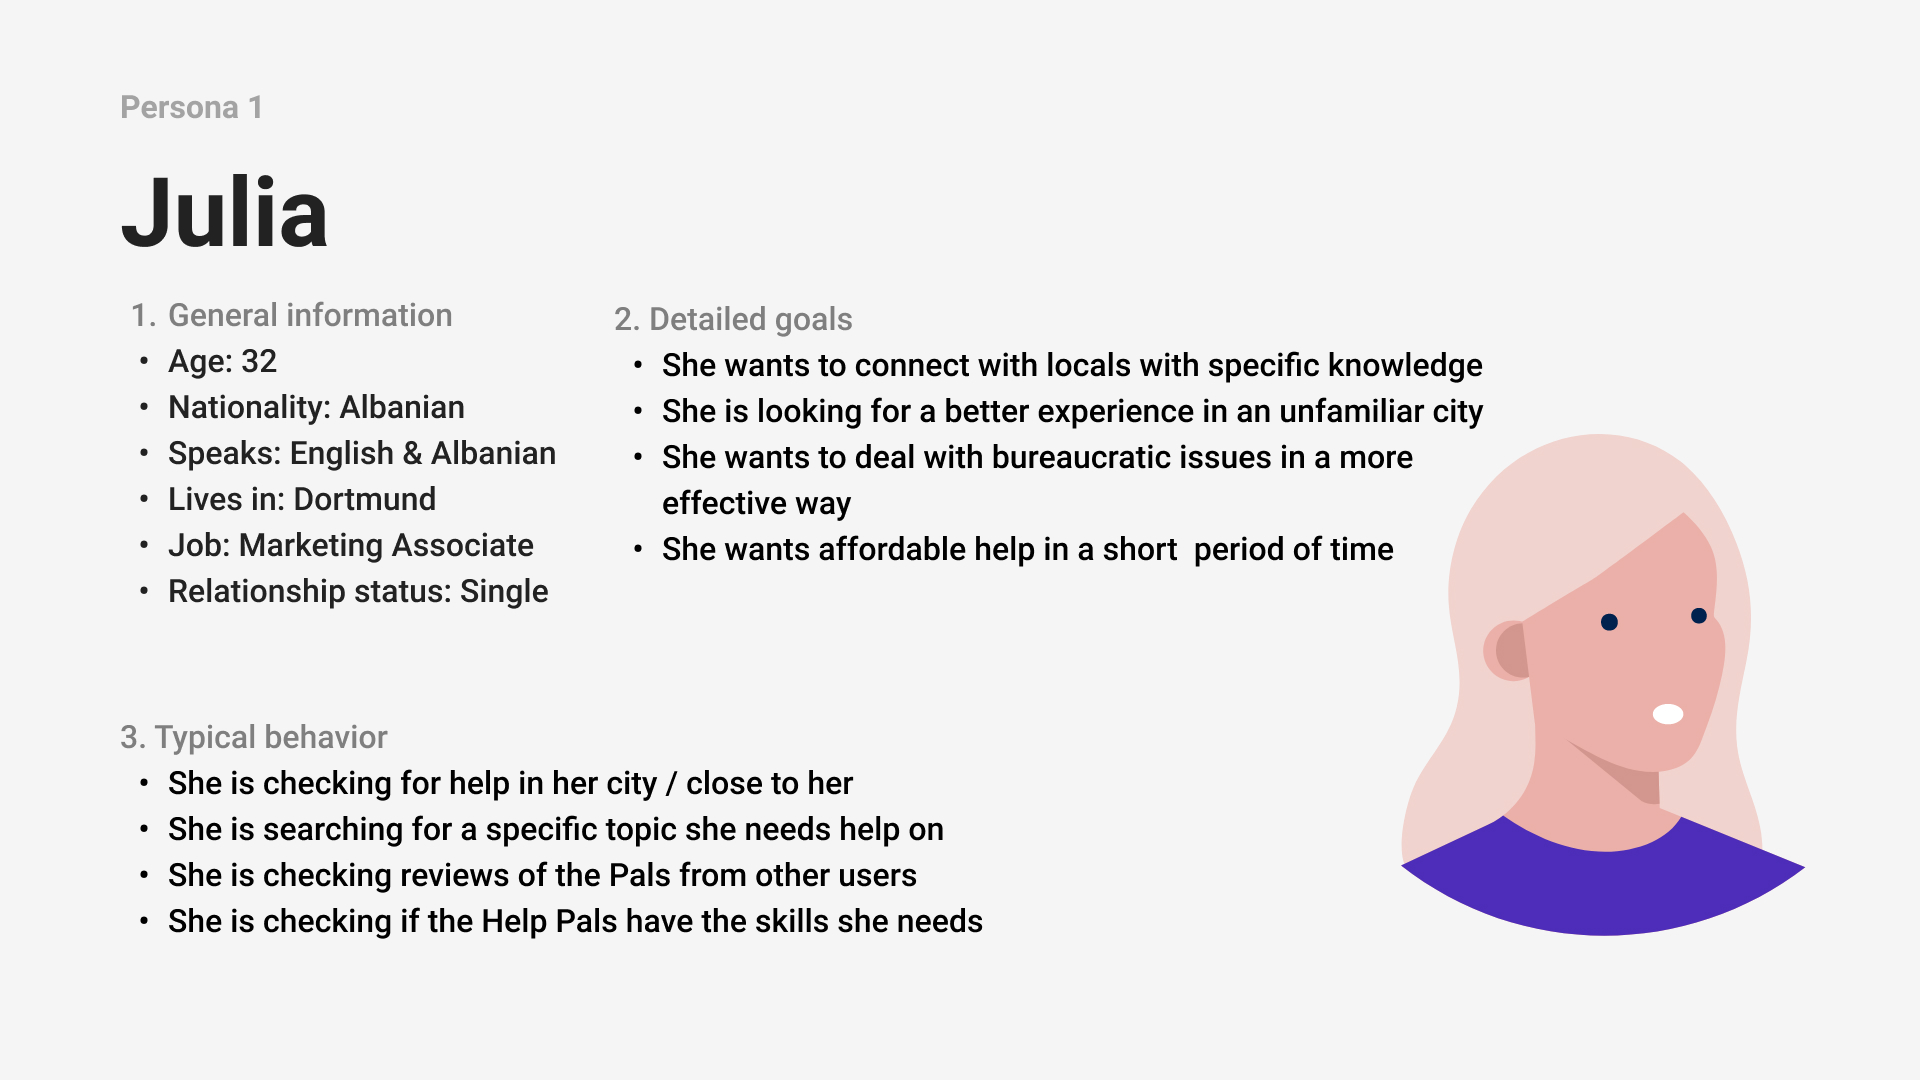 Persona 1
Julia
1. General information
• Age: 32
• Nationality: Albanian
• Speaks: English & Albanian
• Lives in: Dortmund
• Job: Marketing Associate
• Relationship status: Single
2. Detailed goals
• She wants to connect with locals with specific knowledge
• She is looking for a better experience in an unfamiliar city
• She wants to deal with bureaucratic issues in a more
effective way
• She wants affordable help in a short  period of time
3. Typical behavior
• She is checking for help in her city / close to her
• She is searching for a specific topic she needs help on
• She is checking reviews of the Pals from other users
• She is checking if the Help Pals have the skills she needs